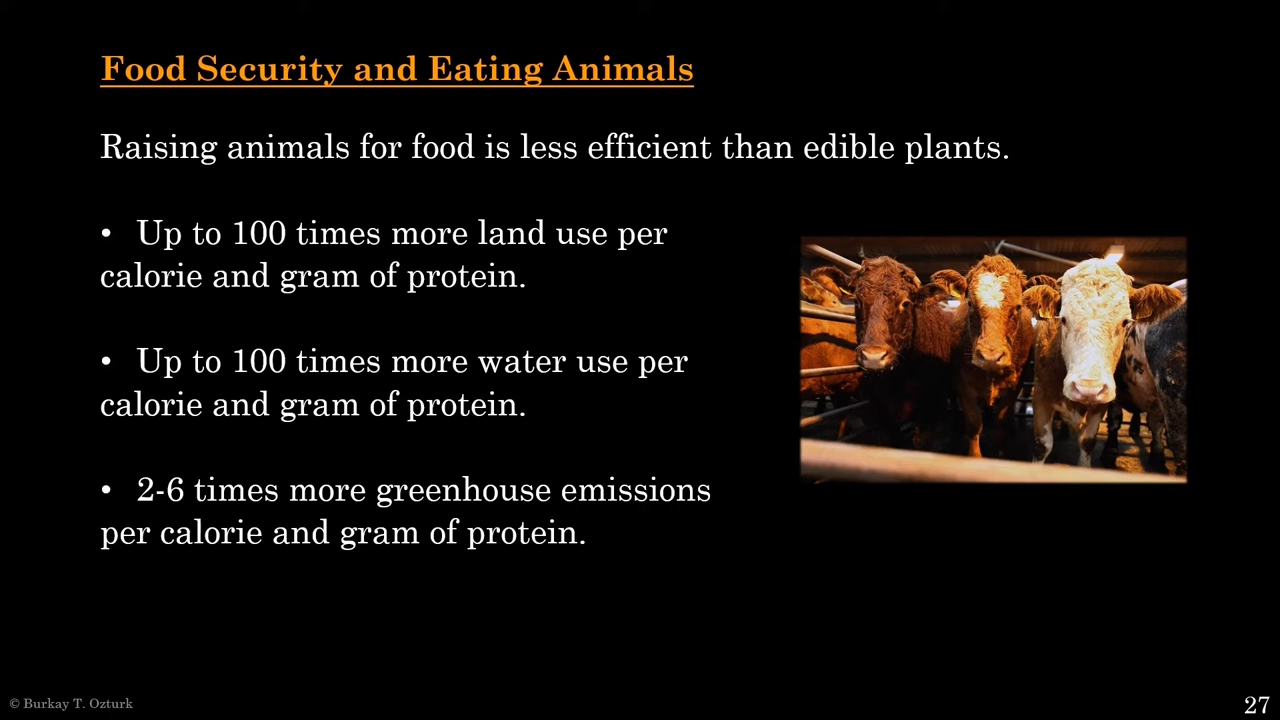 Food Security and Eating Animals
Raising animals for food is less efficient than edible plants.
• Up to 100 times more land use per
calorie and gram of protein.
• Up to 100 times more water use per
calorie and gram of protein.
• 2-6 times more greenhouse emissions
per calorie and gram of protein.
© Burkay T. Ozturk
27